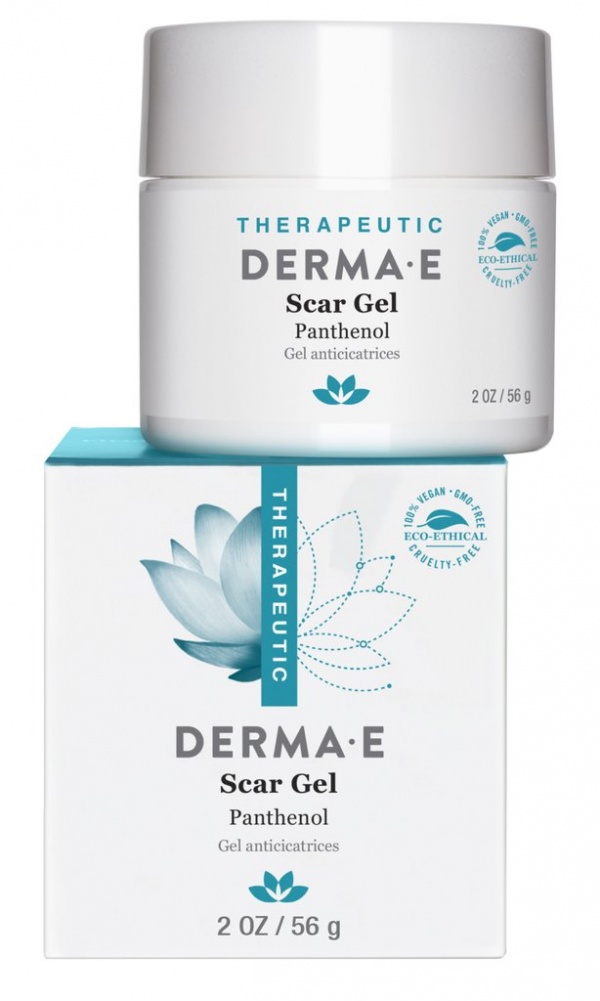 THERAPEUTIC
DERMA·E
Scar Gel
Panthenol
Gel anticicatrices
2 OZ / 56 g
100% VEGAN • GMO-FREE
ECO-ETHICAL
CRUELTY-FREE
THERAPEUTIC
100% VEGAN • GMO-FREE
ECO-ETHICAL
CRUELTY-FREE
DERMA·E
Scar Gel
Panthenol
Gel anticicatrices
2 OZ / 56 g